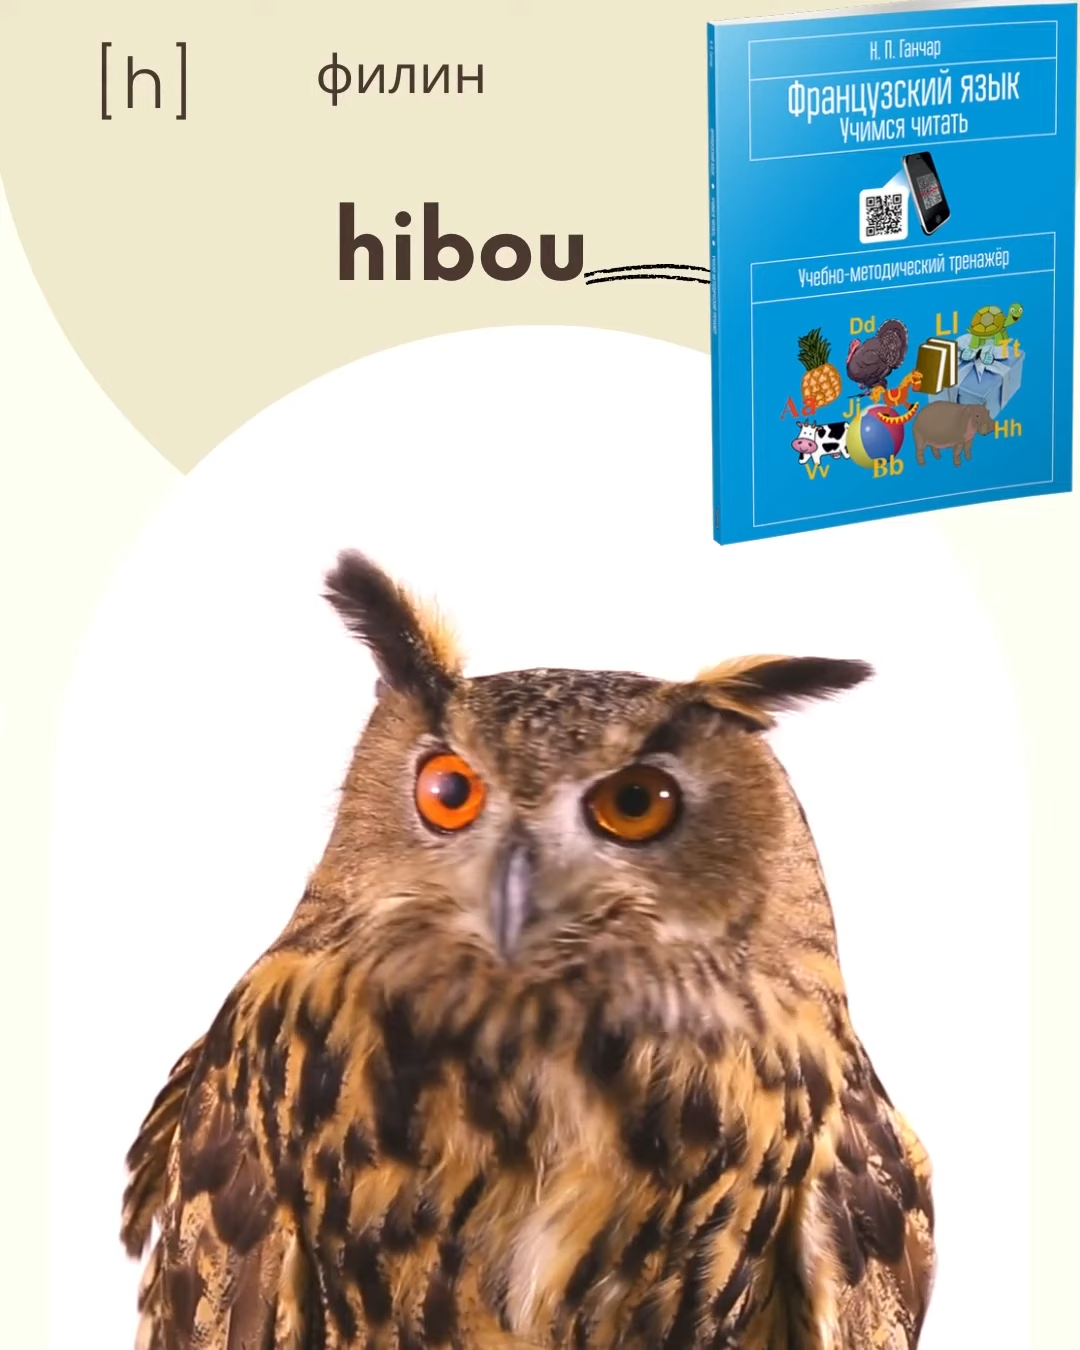 [h]
филин
hibou
Н. П. Ганчар
Французский язык
Учимся читать
Учебно-методический тренажёр
Dd
Ll
Tt
Aa
Jj
Hh
Vv
Bb